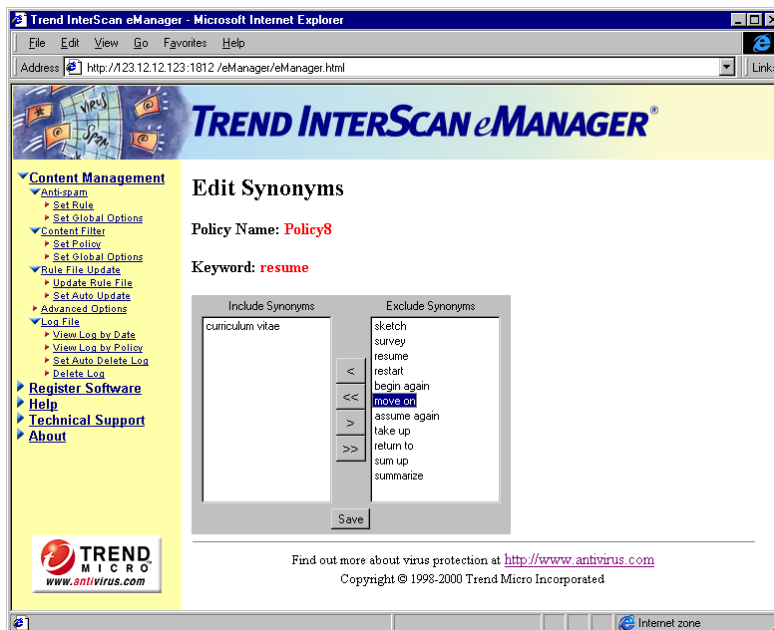 Trend InterScan eManager - Microsoft Internet Explorer
File Edit View Go Favorites Help
Address http://123.12.12.123:1812 /eManager/eManager.html
Link
VIRUS
SPAM
TREND INTERSCAN eMANAGER®
Content Management
Anti-spam
Set Rule
Set Global Options
Content Filter
Set Policy
Set Global Options
Rule File Update
Update Rule File
Set Auto Update
Advanced Options
Log File
View Log by Date
View Log by Policy
Set Auto Delete Log
Delete Log
Register Software
Help
Technical Support
About
TREND
MICRO
www.antivirus.com
Edit Synonyms
Policy Name: Policy8
Keyword: resume
Include Synonyms
curriculum vitae
<
<<
>
>>
Exclude Synonyms
sketch
survey
resume
restart
begin again
move on
assume again
take up
return to
sum up
summarize
Save
Find out more about virus protection at http://www.antivirus.com
Copyright © 1998-2000 Trend Micro Incorporated
Internet zone